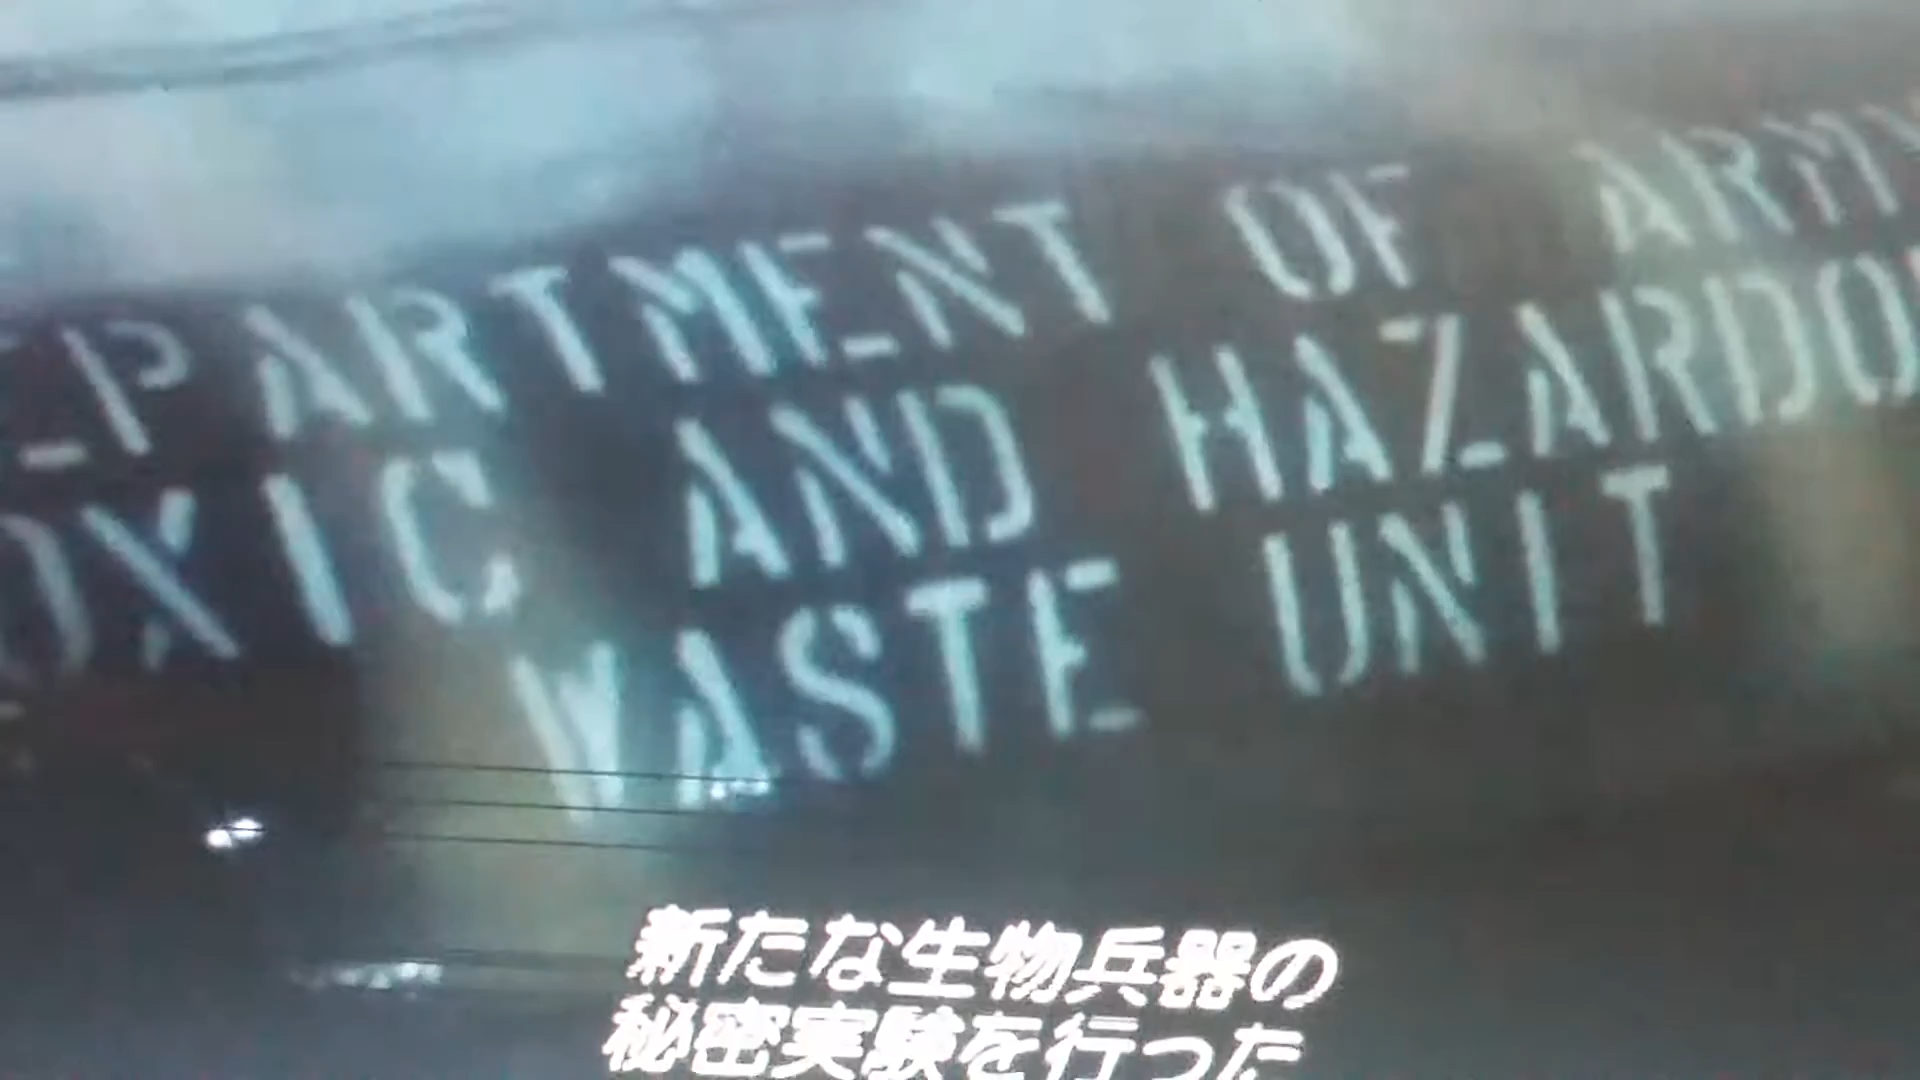 EPARTMENT OF ARMY
OXIC AND HAZARDOU
WASTE UNIT
新たな生物兵器の
秘密実験を行った